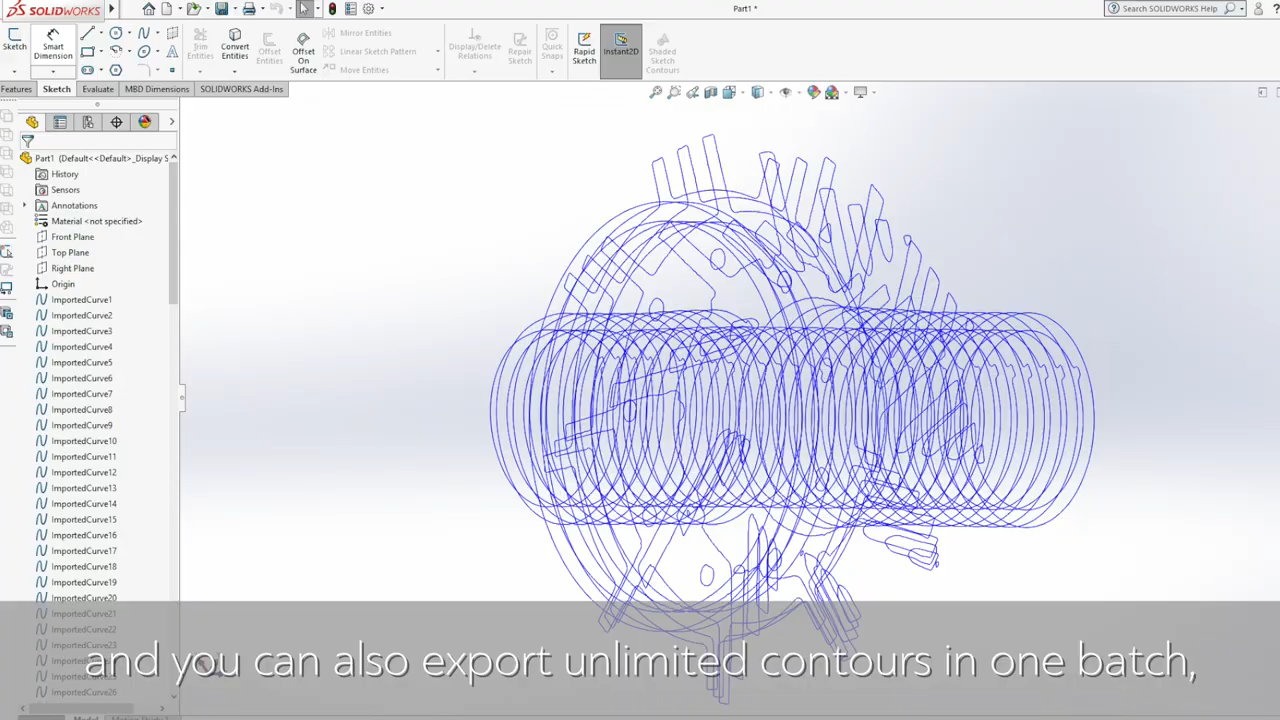 SOLIDWORKS
Part1 *
Search SOLIDWORKS Help
Sketch
Smart Dimension
Trim Entities
Convert Entities
Offset Entities
Offset On Surface
Mirror Entities
Linear Sketch Pattern
Move Entities
Display/Delete Relations
Repair Sketch
Quick Snaps
Rapid Sketch
Instant2D
Shaded Sketch Contours
Features
Sketch
Evaluate
MBD Dimensions
SOLIDWORKS Add-Ins
Part1 (Default<<Default>_Display S
History
Sensors
Annotations
Material <not specified>
Front Plane
Top Plane
Right Plane
Origin
ImportedCurve1
ImportedCurve2
ImportedCurve3
ImportedCurve4
ImportedCurve5
ImportedCurve6
ImportedCurve7
ImportedCurve8
ImportedCurve9
ImportedCurve10
ImportedCurve11
ImportedCurve12
ImportedCurve13
ImportedCurve14
ImportedCurve15
ImportedCurve16
ImportedCurve17
ImportedCurve18
ImportedCurve19
ImportedCurve20
ImportedCurve21
ImportedCurve22
ImportedCurve23
ImportedCurve26
and you can also export unlimited contours in one batch,